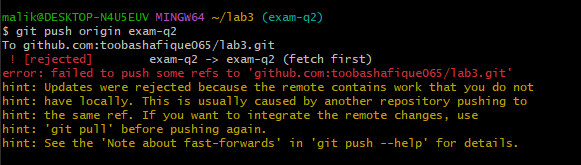 malik@DESKTOP-N4U5EUV MINGW64 ~/lab3 (exam-q2)
$ git push origin exam-q2
To github.com:toobashafique065/lab3.git
 ! [rejected]        exam-q2 -> exam-q2 (fetch first)
error: failed to push some refs to 'github.com:toobashafique065/lab3.git'
hint: Updates were rejected because the remote contains work that you do not
hint: have locally. This is usually caused by another repository pushing to
hint: the same ref. If you want to integrate the remote changes, use
hint: 'git pull' before pushing again.
hint: See the 'Note about fast-forwards' in 'git push --help' for details.